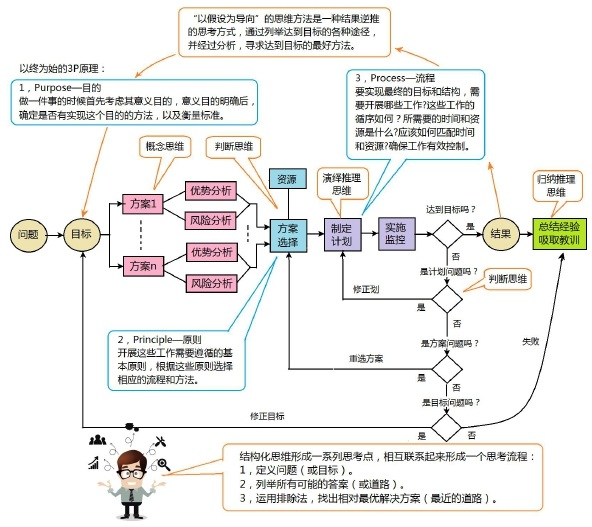 “以假设为导向”的思维方法是一种结果逆推
的思考方式，通过列举达到目标的各种途径，
并经过分析，寻求达到目标的最好方法。
以终为始的3P原理：
1，Purpose—目的
做一件事的时候首先考虑其意义目的，意义目的明确后，
确定是否有实现这个目的的方法，以及衡量标准。
3，Process—流程
要实现最终的目标和结构，需
要开展哪些工作?这些工作的
循序如何？所需要的时间和资
源是什么?应该如何匹配时间
和资源?确保工作有效控制。
概念思维
判断思维
资源
演绎推理
思维
归纳推理
思维
问题
目标
方案1
优势分析
风险分析
方案n
优势分析
风险分析
方案
选择
制定
计划
实施
监控
达到目标吗？
是
否
结果
总结经验
吸取教训
是计划问题吗？
判断思维
修正划
是
否
2，Principle—原则
开展这些工作需要遵循的基
本原则，根据这些原则选择
相应的流程和方法。
是方案问题吗？
重选方案
是
否
失败
是目标问题吗？
修正目标
是
否
结构化思维形成一系列思考点，相互联系起来形成一个思考流程：
1，定义问题（或目标）。
2，列举所有可能的答案（或道路）。
3，运用排除法，找出相对最优解决方案（最近的道路）。